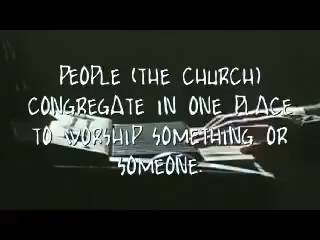 PEOPLE (THE CHURCH)
CONGREGATE IN ONE PLACE
TO WORSHIP SOMETHING OR
SOMEONE.